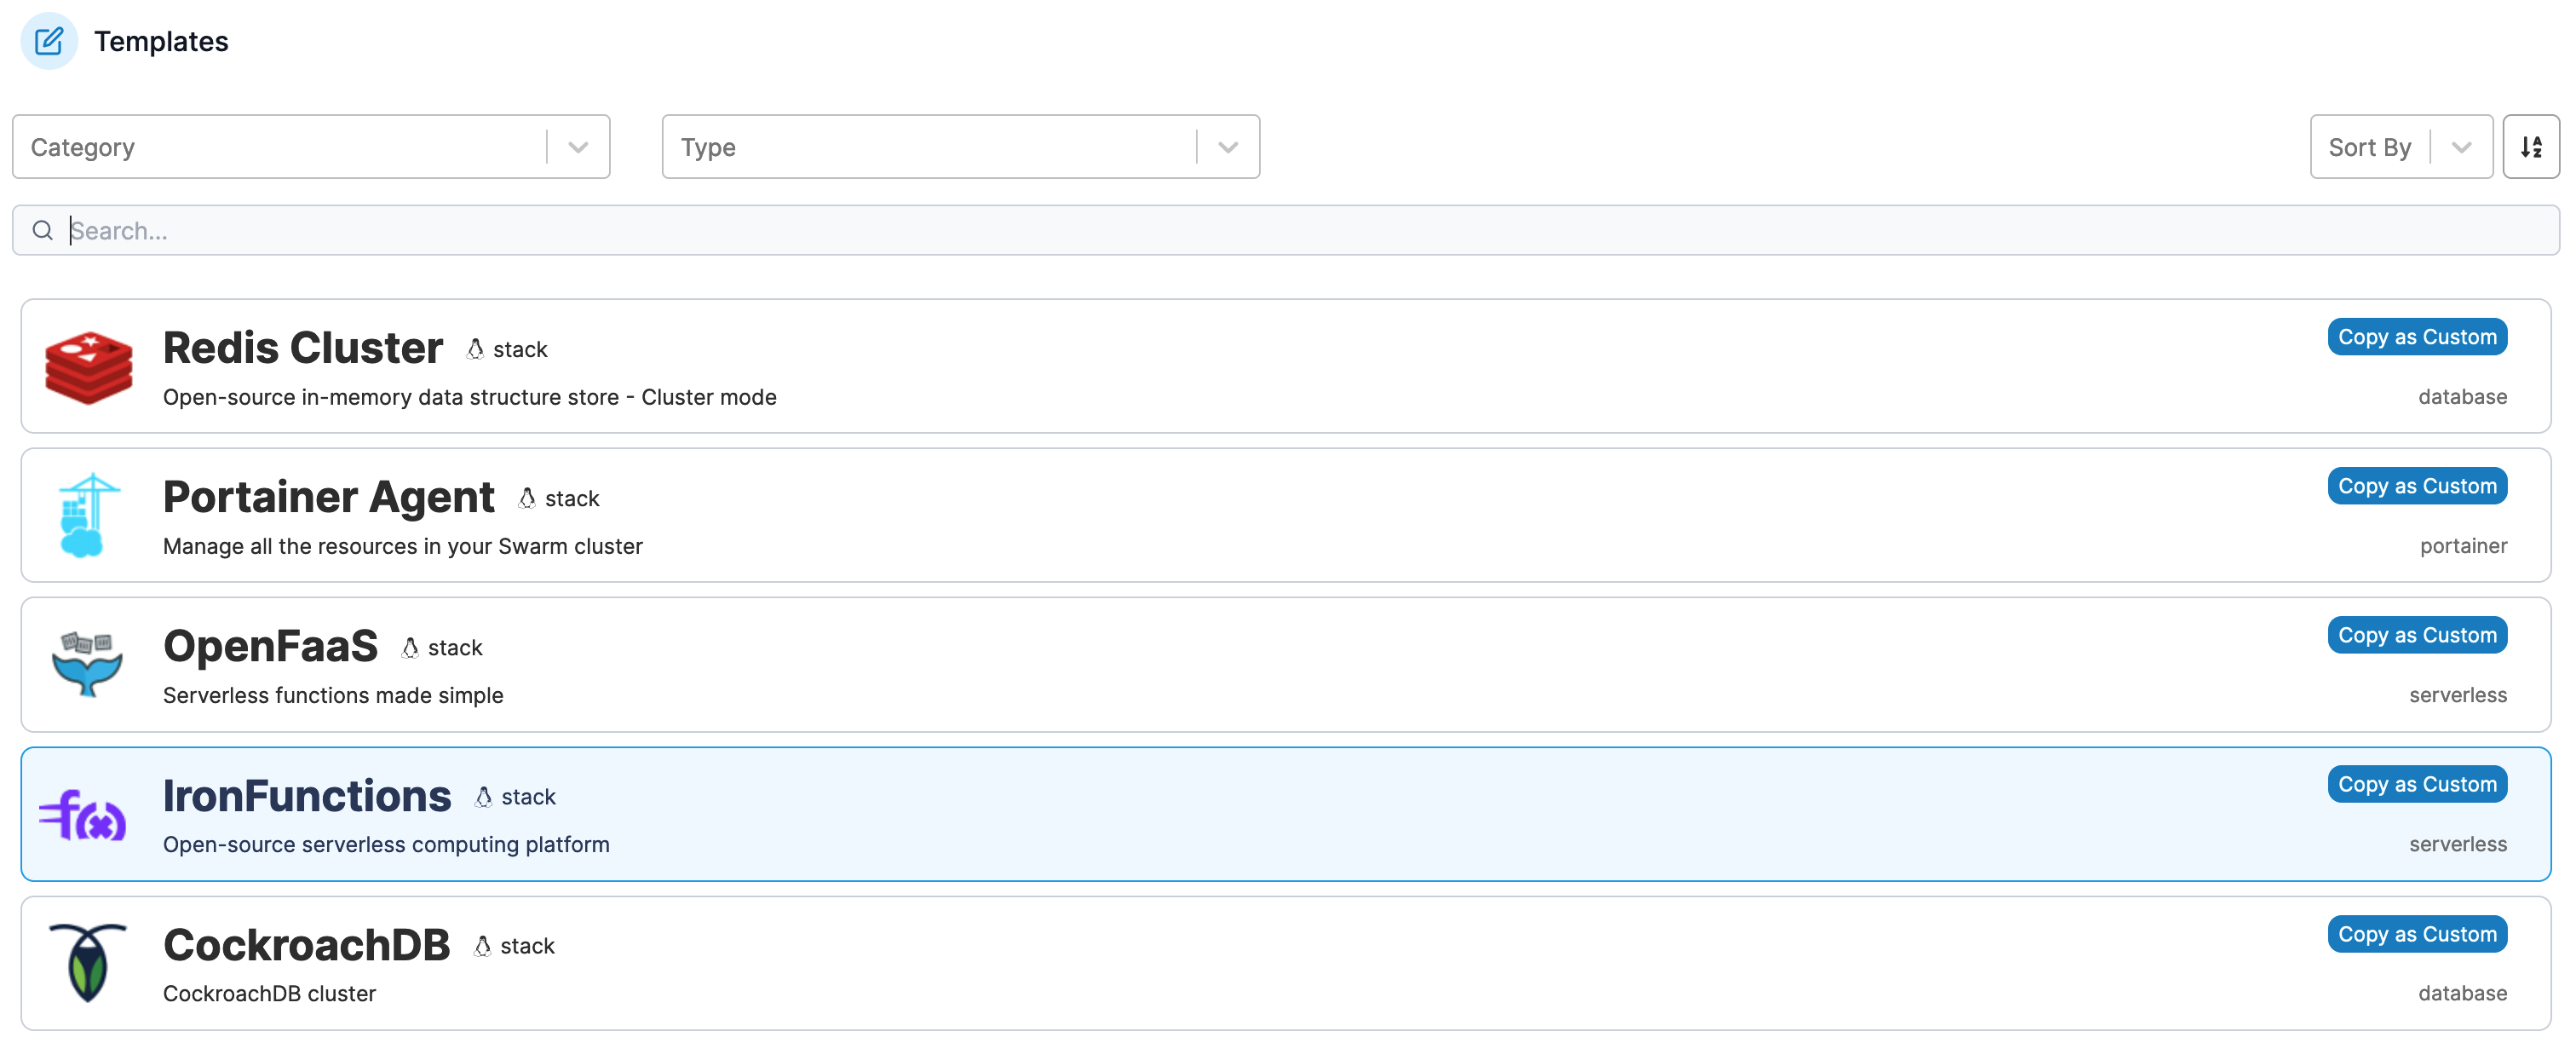 Templates
Category
Type
Sort By
Search...
Redis Cluster stack Copy as Custom
Open-source in-memory data structure store - Cluster mode database
Portainer Agent stack Copy as Custom
Manage all the resources in your Swarm cluster portainer
OpenFaaS stack Copy as Custom
Serverless functions made simple serverless
IronFunctions stack Copy as Custom
Open-source serverless computing platform serverless
CockroachDB stack Copy as Custom
CockroachDB cluster database